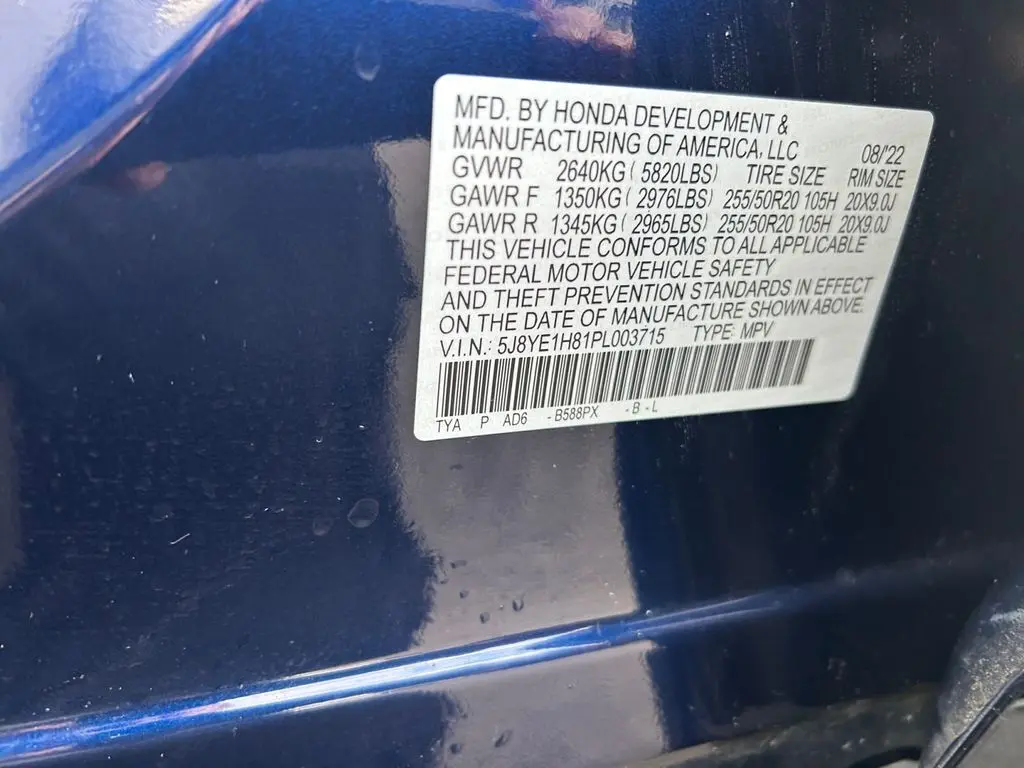 MFD. BY HONDA DEVELOPMENT &
MANUFACTURING OF AMERICA, LLC 08/'22
GVWR 2640KG ( 5820LBS) TIRE SIZE RIM SIZE
GAWR F 1350KG ( 2976LBS) 255/50R20 105H 20X9.0J
GAWR R 1345KG ( 2965LBS) 255/50R20 105H 20X9.0J
THIS VEHICLE CONFORMS TO ALL APPLICABLE
FEDERAL MOTOR VEHICLE SAFETY
AND THEFT PREVENTION STANDARDS IN EFFECT
ON THE DATE OF MANUFACTURE SHOWN ABOVE.
V.I.N.: 5J8YE1H81PL003715 TYPE: MPV
TYA P AD6 -B588PX -B -L